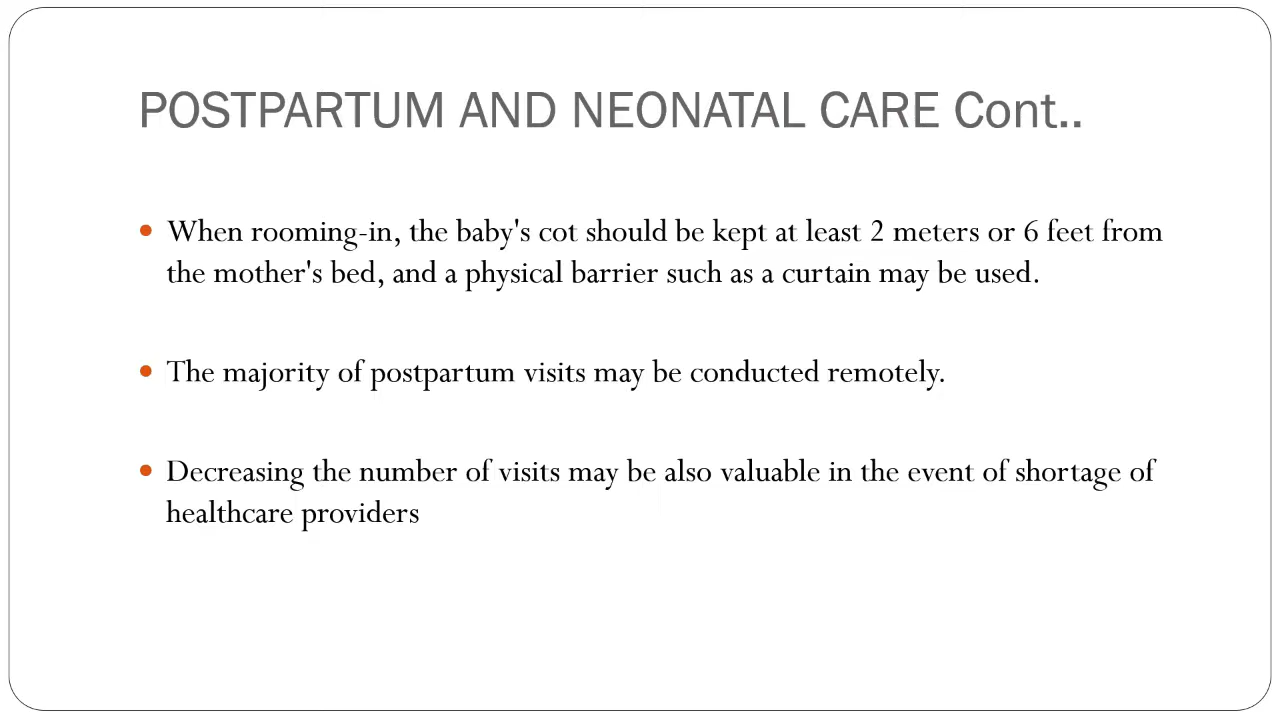 POSTPARTUM AND NEONATAL CARE Cont..
• When rooming-in, the baby's cot should be kept at least 2 meters or 6 feet from
the mother's bed, and a physical barrier such as a curtain may be used.
• The majority of postpartum visits may be conducted remotely.
• Decreasing the number of visits may be also valuable in the event of shortage of
healthcare providers